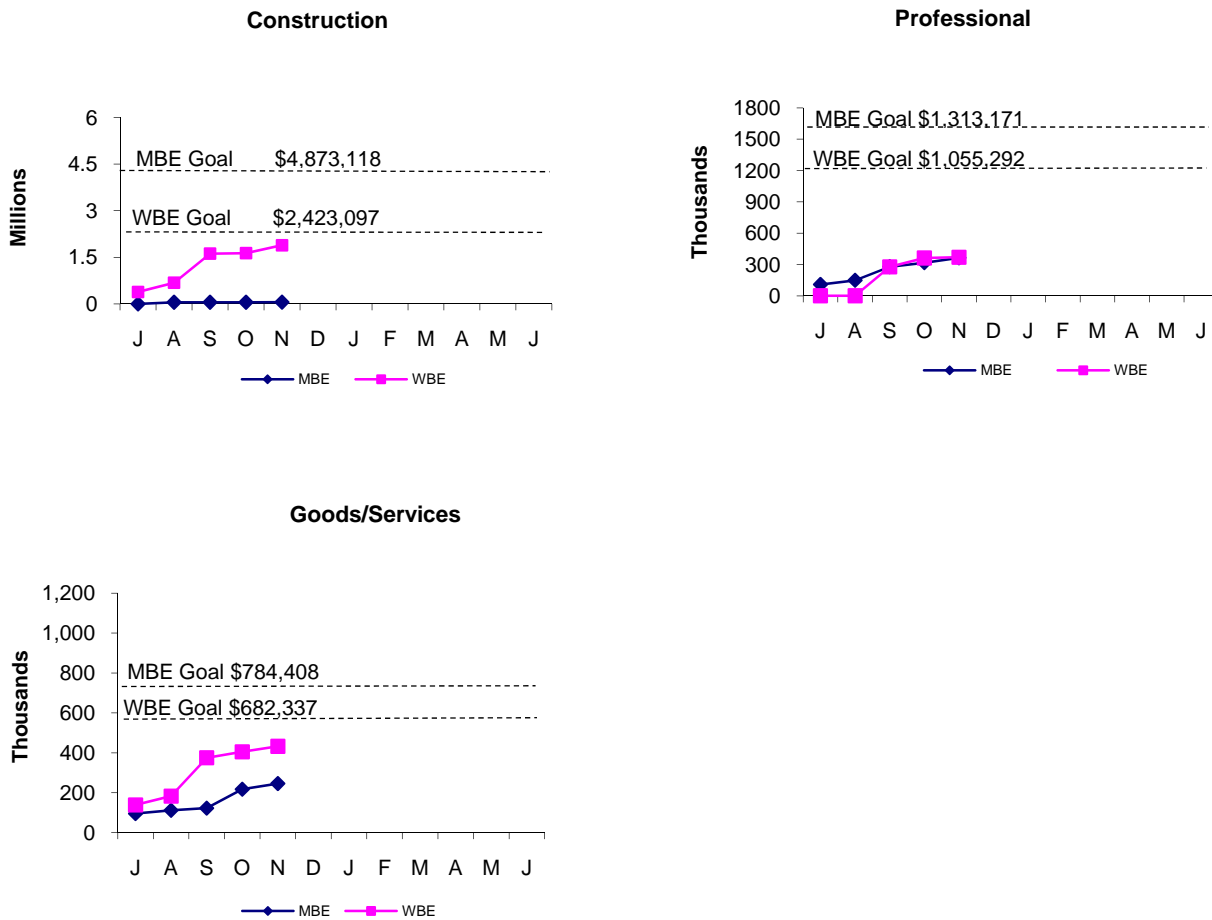 Construction
Millions
6
4.5
3
1.5
0
MBE Goal $4,873,118
WBE Goal $2,423,097
J A S O N D J F M A M J
MBE WBE
Professional
Thousands
1800
1500
1200
900
600
300
0
MBE Goal $1,313,171
WBE Goal $1,055,292
J A S O N D J F M A M J
MBE WBE
Goods/Services
Thousands
1,200
1,000
800
600
400
200
0
MBE Goal $784,408
WBE Goal $682,337
J A S O N D J F M A M J
MBE WBE